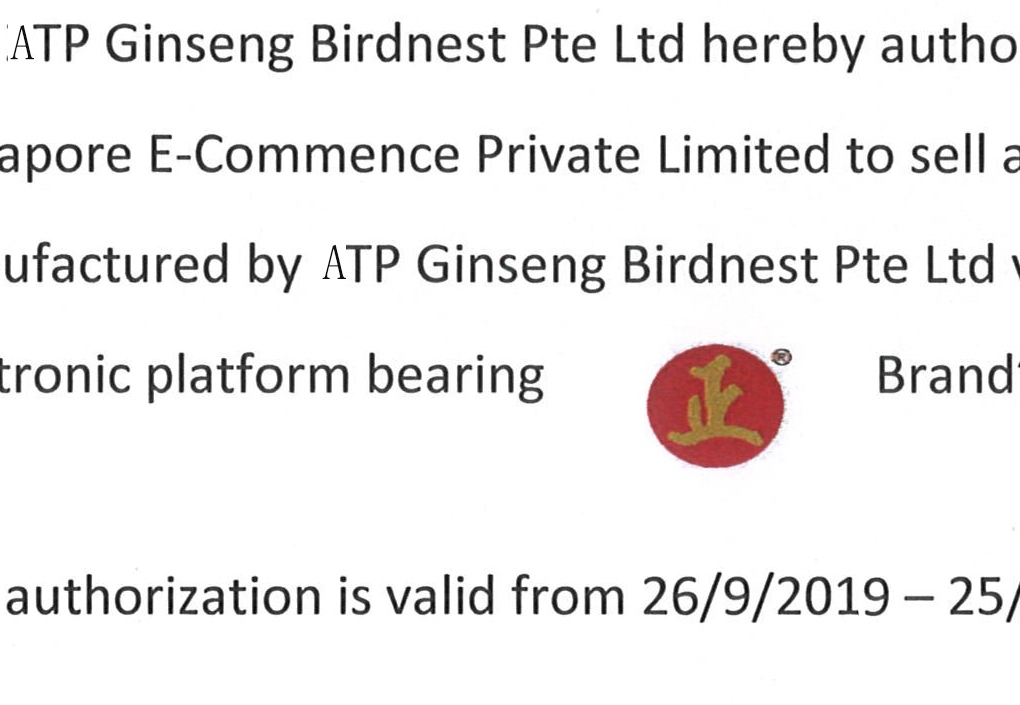 ATP Ginseng Birdnest Pte Ltd hereby autho
apore E-Commence Private Limited to sell a
ufactured by ATP Ginseng Birdnest Pte Ltd v
tronic platform bearing 正® Brand'
authorization is valid from 26/9/2019 – 25/